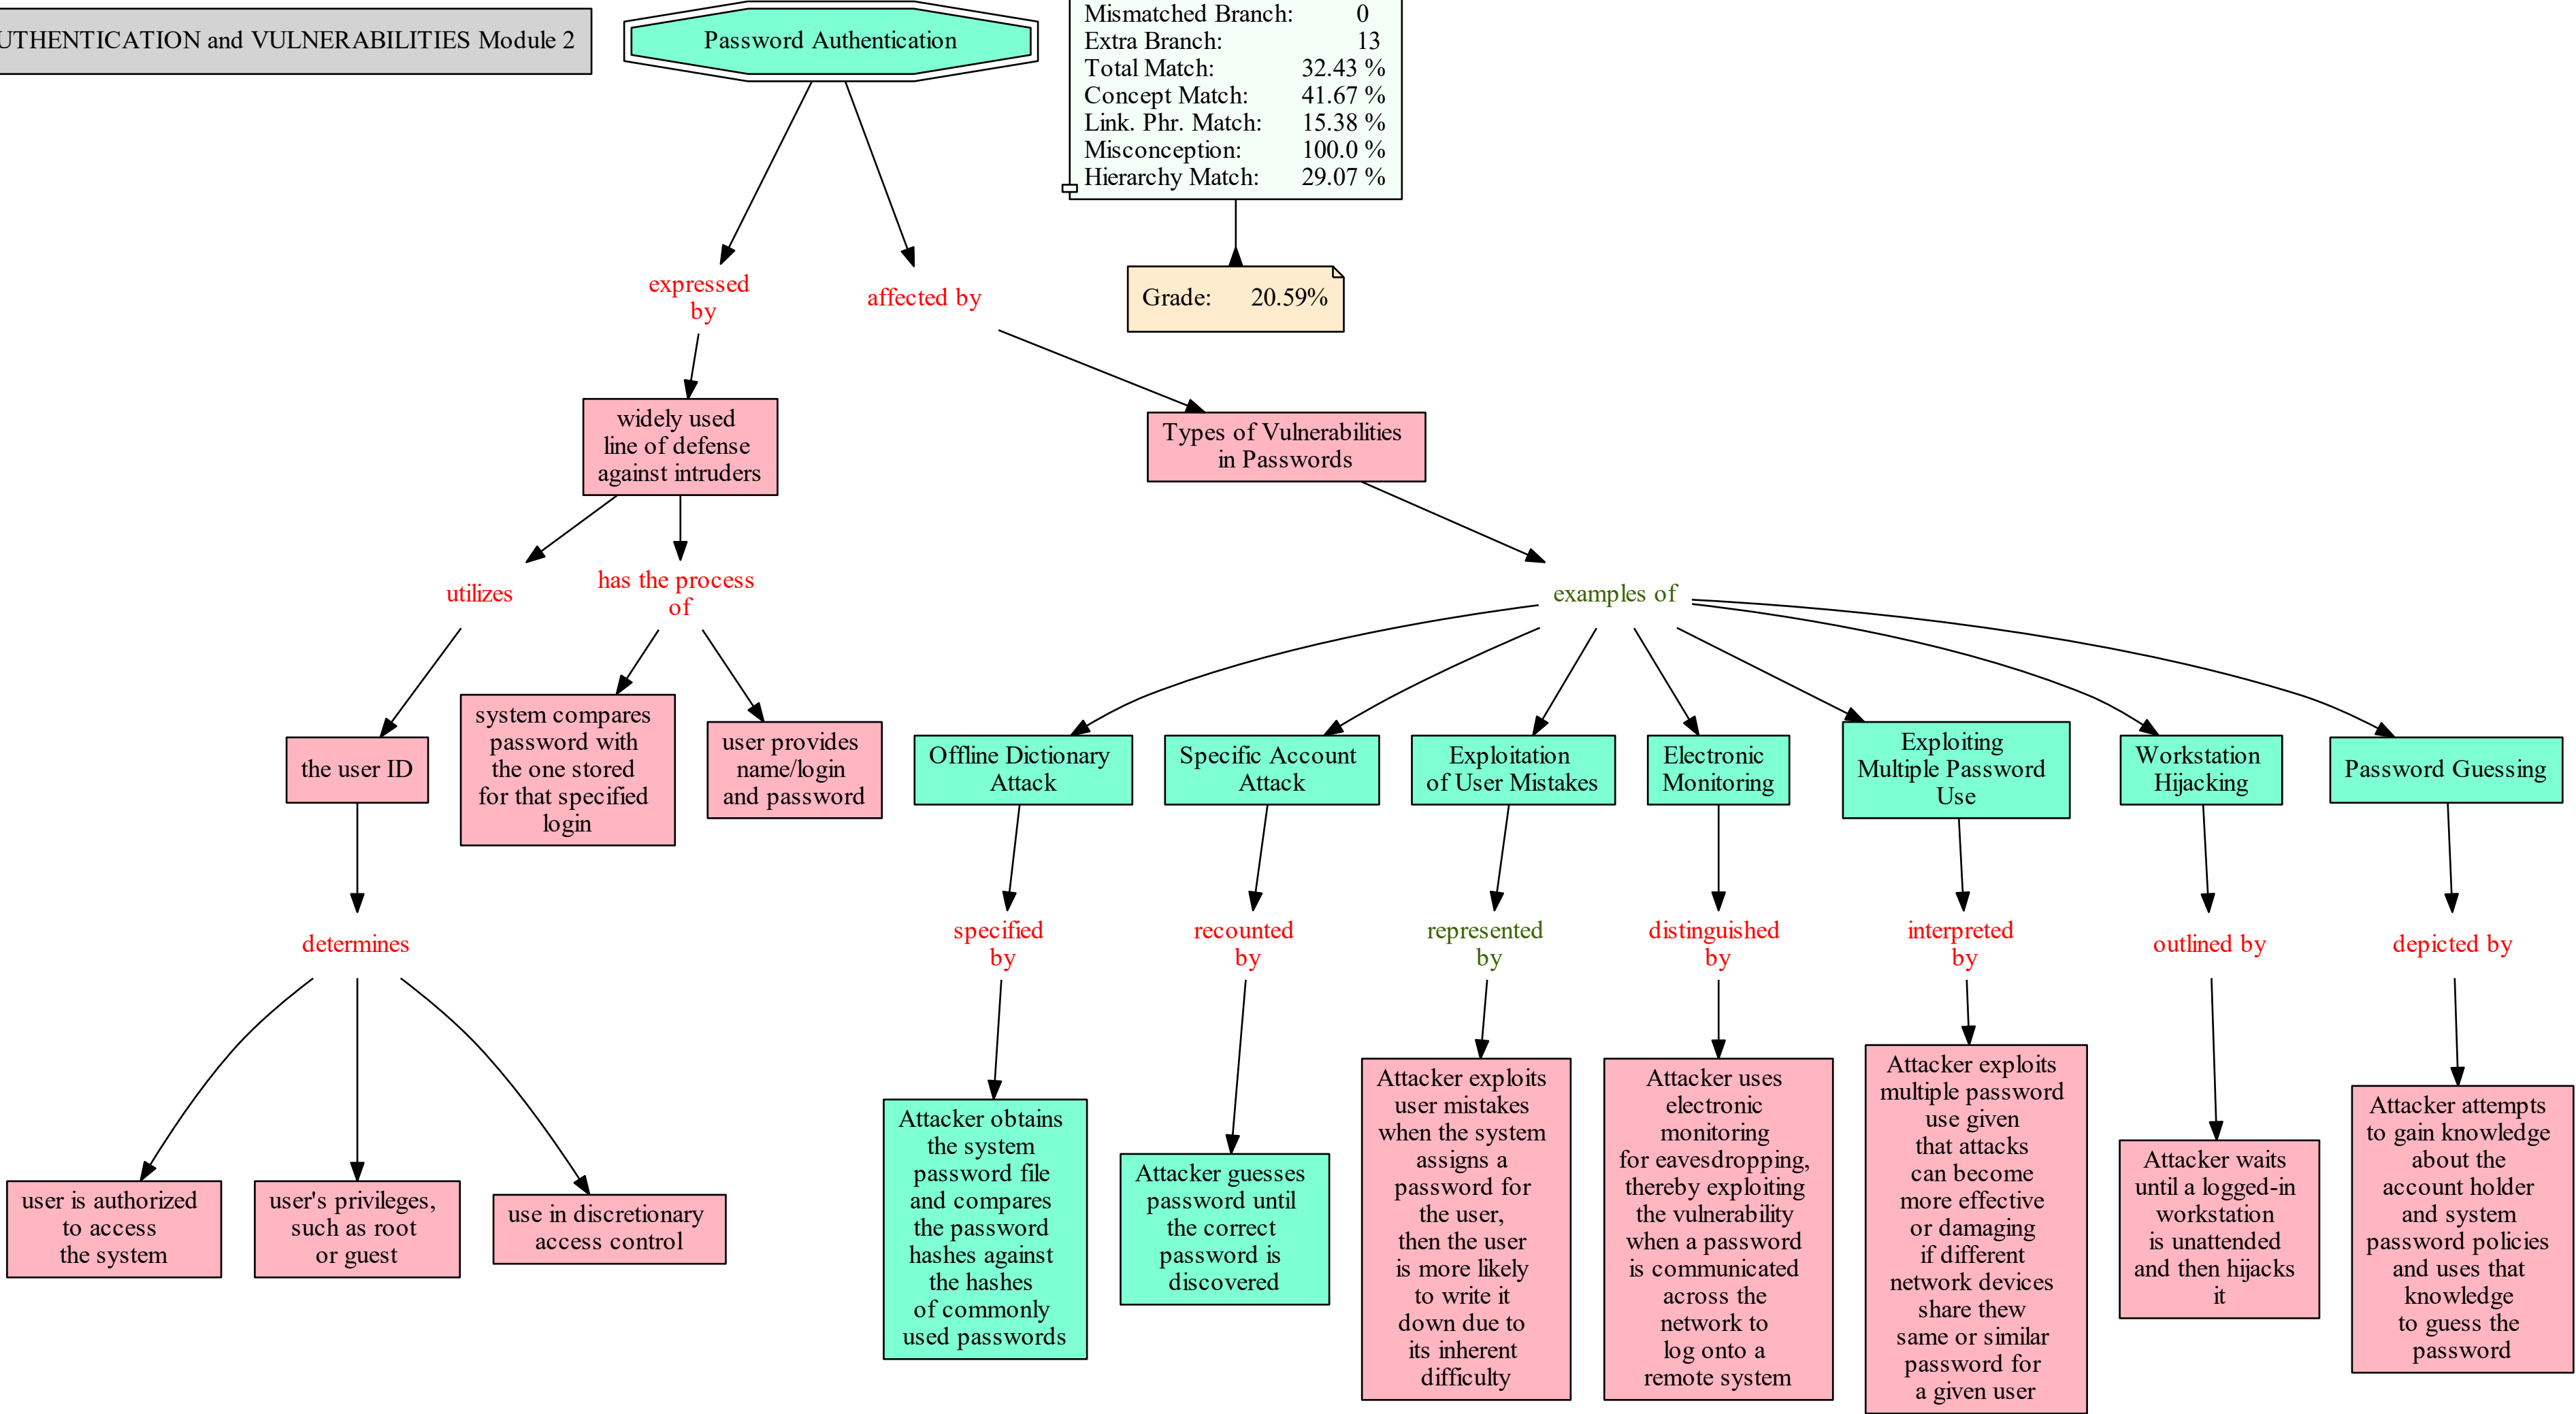 UTHENTICATION and VULNERABILITIES Module 2
Password Authentication
Mismatched Branch: 0
Extra Branch: 13
Total Match: 32.43 %
Concept Match: 41.67 %
Link. Phr. Match: 15.38 %
Misconception: 100.0 %
Hierarchy Match: 29.07 %
Grade: 20.59%
expressed
by
affected by
widely used
line of defense
against intruders
Types of Vulnerabilities
in Passwords
utilizes
has the process
of
examples of
the user ID
system compares
password with
the one stored
for that specified
login
user provides
name/login
and password
Offline Dictionary
Attack
Specific Account
Attack
Exploitation
of User Mistakes
Electronic
Monitoring
Exploiting
Multiple Password
Use
Workstation
Hijacking
Password Guessing
determines
specified
by
recounted
by
represented
by
distinguished
by
interpreted
by
outlined by
depicted by
user is authorized
to access
the system
user's privileges,
such as root
or guest
use in discretionary
access control
Attacker obtains
the system
password file
and compares
the password
hashes against
the hashes
of commonly
used passwords
Attacker guesses
password until
the correct
password is
discovered
Attacker exploits
user mistakes
when the system
assigns a
password for
the user,
then the user
is more likely
to write it
down due to
its inherent
difficulty
Attacker uses
electronic
monitoring
for eavesdropping,
thereby exploiting
the vulnerability
when a password
is communicated
across the
network to
log onto a
remote system
Attacker exploits
multiple password
use given
that attacks
can become
more effective
or damaging
if different
network devices
share thew
same or similar
password for
a given user
Attacker waits
until a logged-in
workstation
is unattended
and then hijacks
it
Attacker attempts
to gain knowledge
about the
account holder
and system
password policies
and uses that
knowledge
to guess the
password